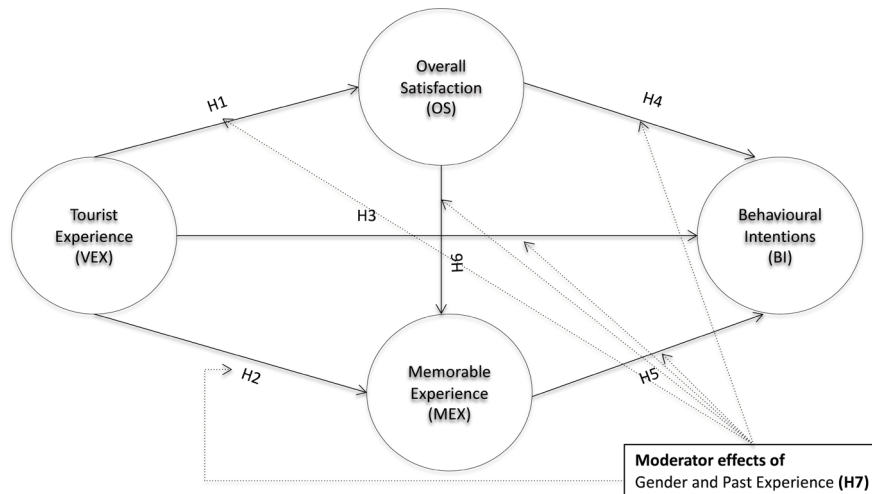 Overall
Satisfaction
(OS)
H1
H4
Tourist
Experience
(VEX)
H3
Behavioural
Intentions
(BI)
H6
H2
Memorable
Experience
(MEX)
H5
Moderator effects of
Gender and Past Experience (H7)